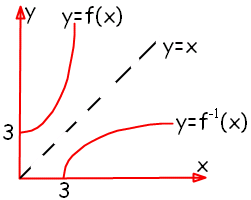 y
y=f(x)
y=x
3
y=f⁻¹(x)
x
3